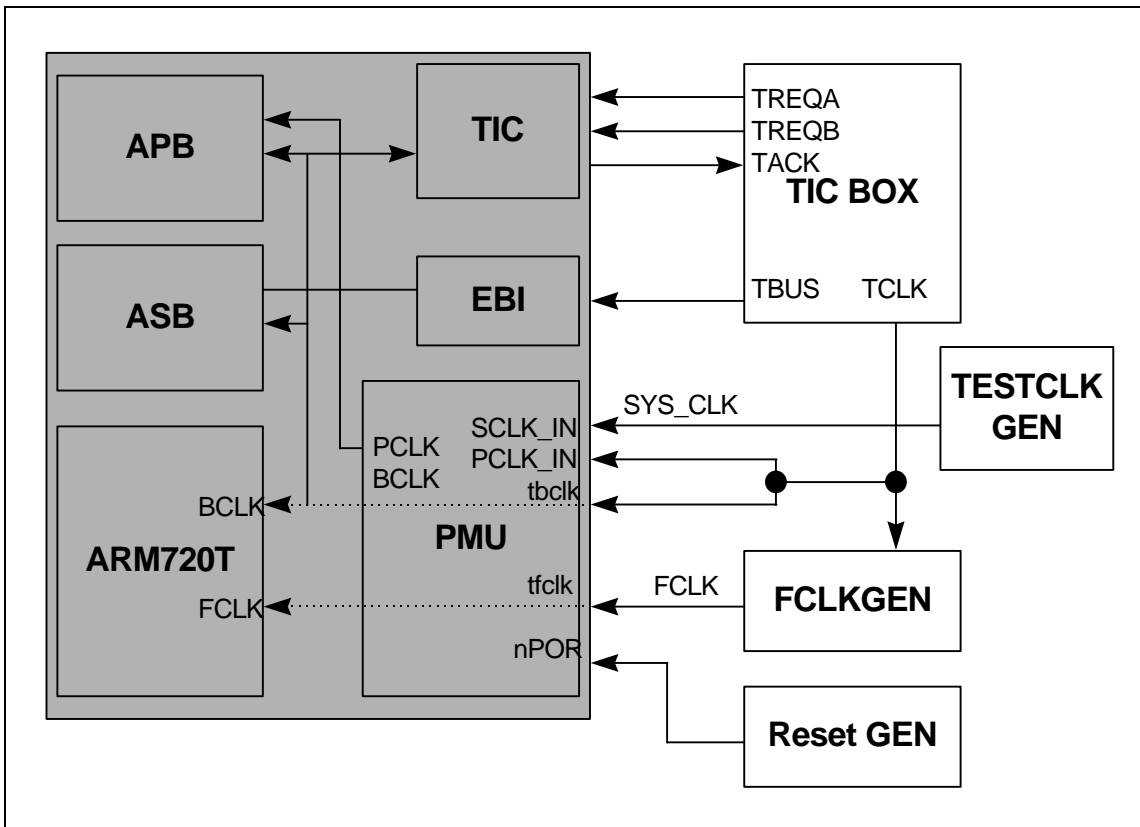 APB
TIC
TREQA
TREQB
TACK
TIC BOX
ASB
EBI
TBUS TCLK
TESTCLK
GEN
SYS_CLK
SCLK_IN
PCLK_IN
tbclk
PCLK
BCLK
PMU
BCLK
ARM720T
FCLK
tfclk
FCLK
FCLKGEN
nPOR
Reset GEN